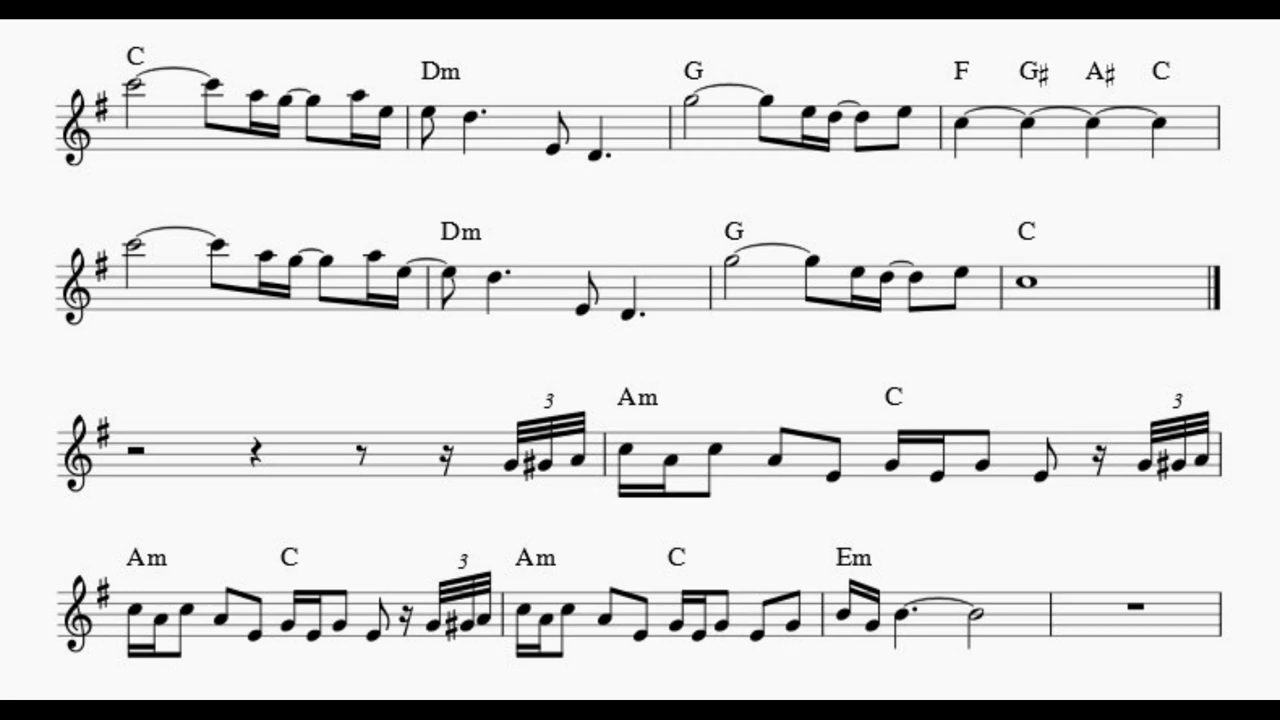 C Dm G F G♯ A♯ C
Dm G C
3 Am C 3
Am C 3 Am C Em